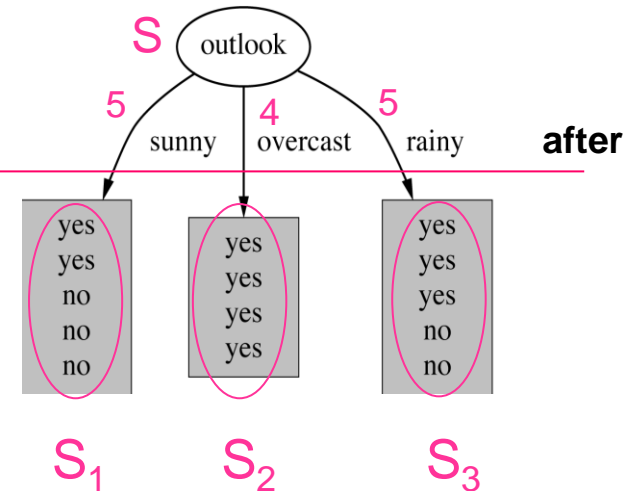 S
outlook
5
4
5
sunny
overcast
rainy
after
yes
yes
no
no
no
yes
yes
yes
yes
yes
yes
yes
no
no
S₁
S₂
S₃